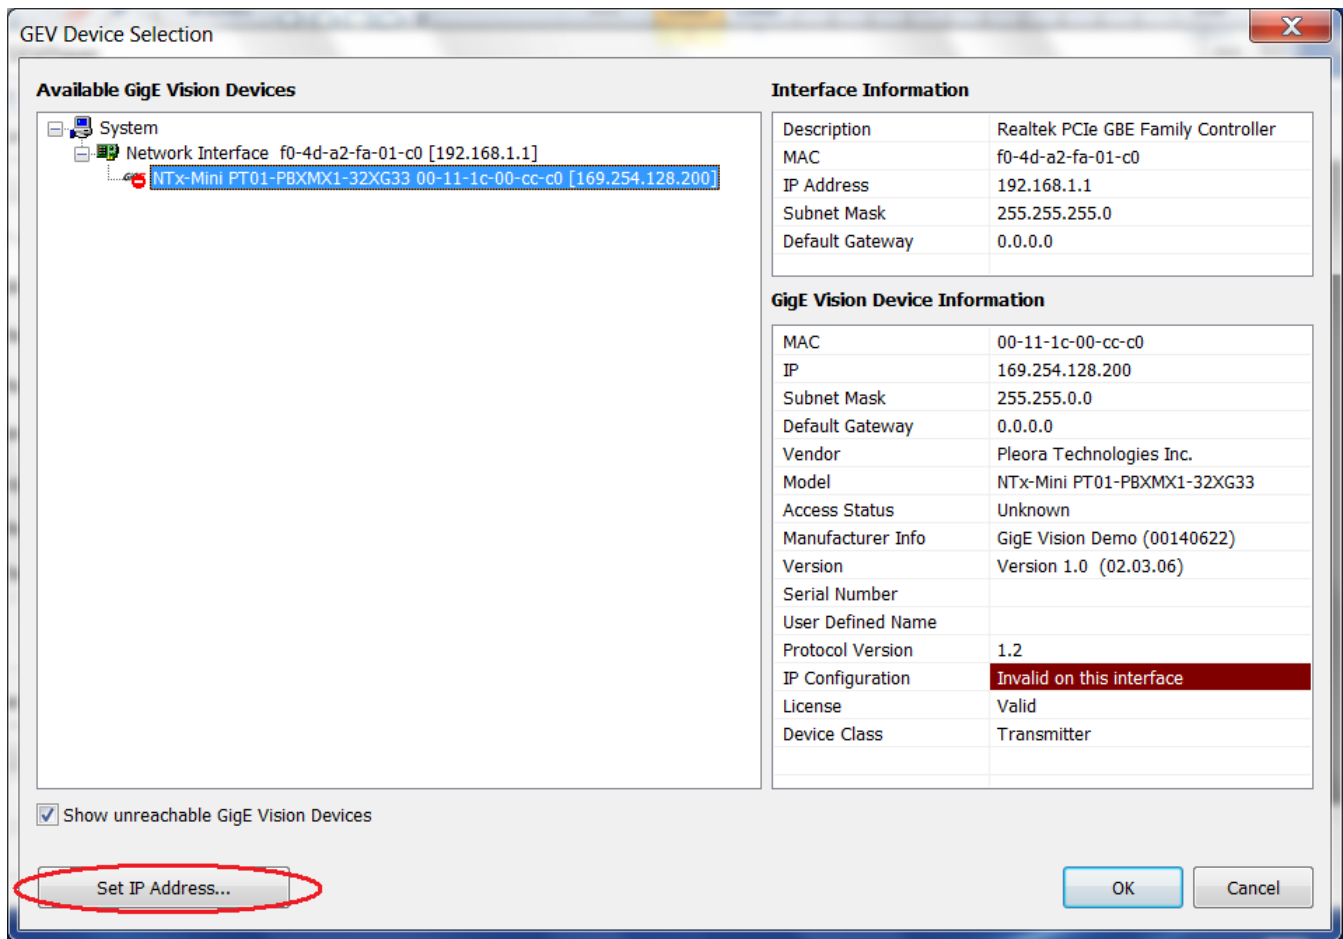 GEV Device Selection
Available GigE Vision Devices
System
Network Interface f0-4d-a2-fa-01-c0 [192.168.1.1]
NTx-Mini PT01-PBXMX1-32XG33 00-11-1c-00-cc-c0 [169.254.128.200]
Show unreachable GigE Vision Devices
Set IP Address...
Interface Information
Description Realtek PCIe GBE Family Controller
MAC f0-4d-a2-fa-01-c0
IP Address 192.168.1.1
Subnet Mask 255.255.255.0
Default Gateway 0.0.0.0
GigE Vision Device Information
MAC 00-11-1c-00-cc-c0
IP 169.254.128.200
Subnet Mask 255.255.0.0
Default Gateway 0.0.0.0
Vendor Pleora Technologies Inc.
Model NTx-Mini PT01-PBXMX1-32XG33
Access Status Unknown
Manufacturer Info GigE Vision Demo (00140622)
Version Version 1.0 (02.03.06)
Serial Number
User Defined Name
Protocol Version 1.2
IP Configuration Invalid on this interface
License Valid
Device Class Transmitter
OK Cancel